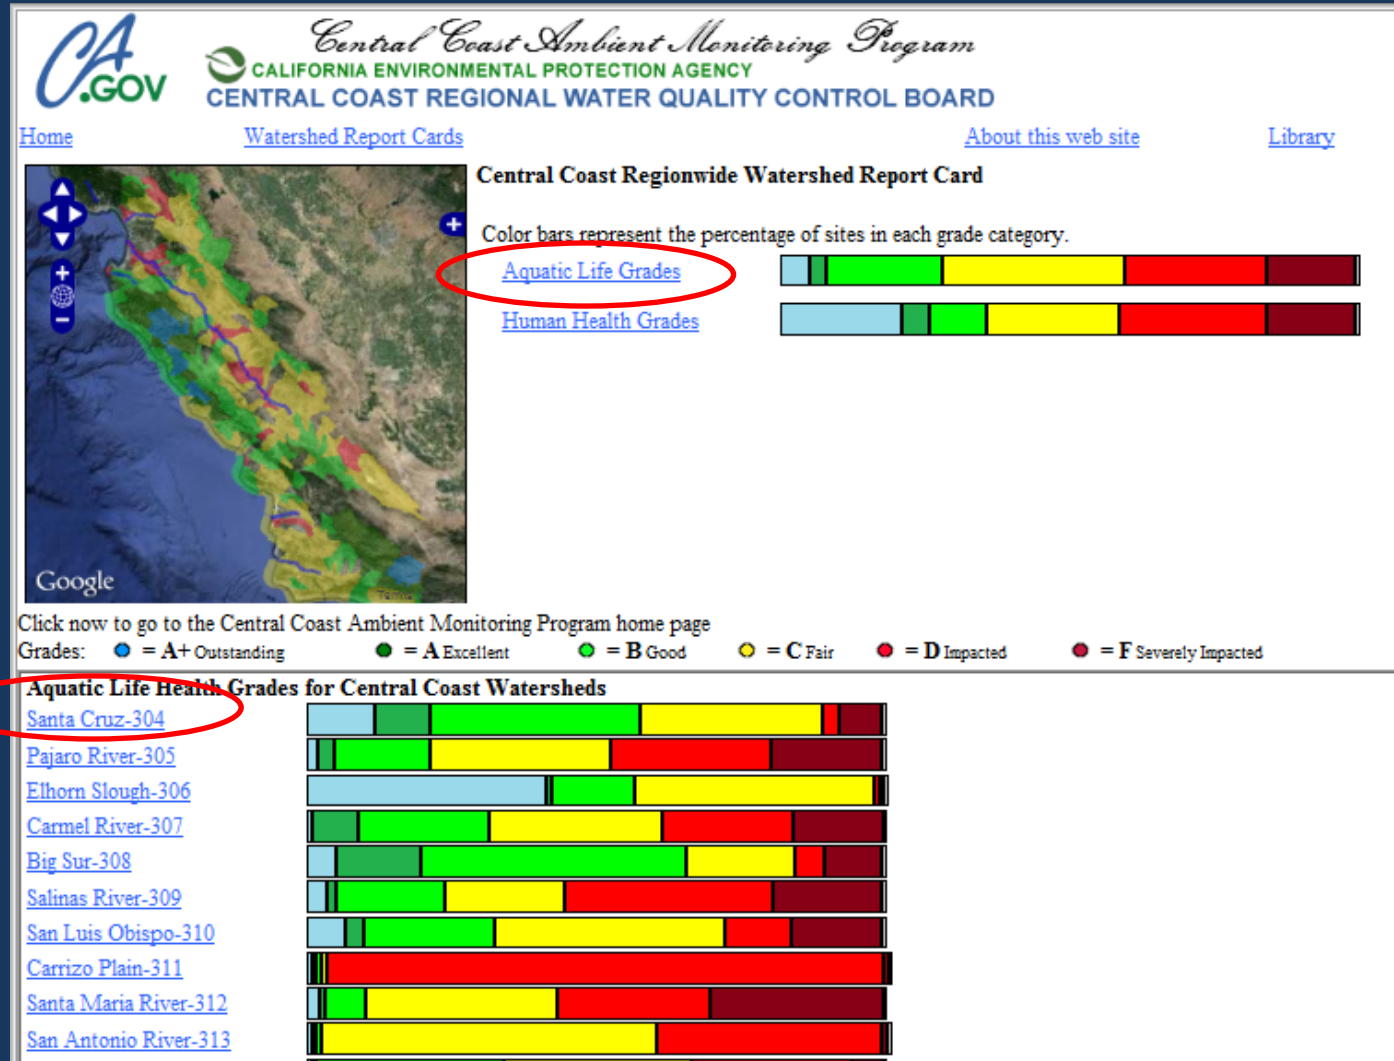 CA
.GOV
Central Coast Ambient Monitoring Program
CALIFORNIA ENVIRONMENTAL PROTECTION AGENCY
CENTRAL COAST REGIONAL WATER QUALITY CONTROL BOARD
Home Watershed Report Cards About this web site Library
Central Coast Regionwide Watershed Report Card
Color bars represent the percentage of sites in each grade category.
Aquatic Life Grades
Human Health Grades
Google
Click now to go to the Central Coast Ambient Monitoring Program home page
Grades: = A+ Outstanding = A Excellent = B Good = C Fair = D Impacted = F Severely Impacted
Aquatic Life Health Grades for Central Coast Watersheds
Santa Cruz-304
Pajaro River-305
Elhorn Slough-306
Carmel River-307
Big Sur-308
Salinas River-309
San Luis Obispo-310
Carrizo Plain-311
Santa Maria River-312
San Antonio River-313